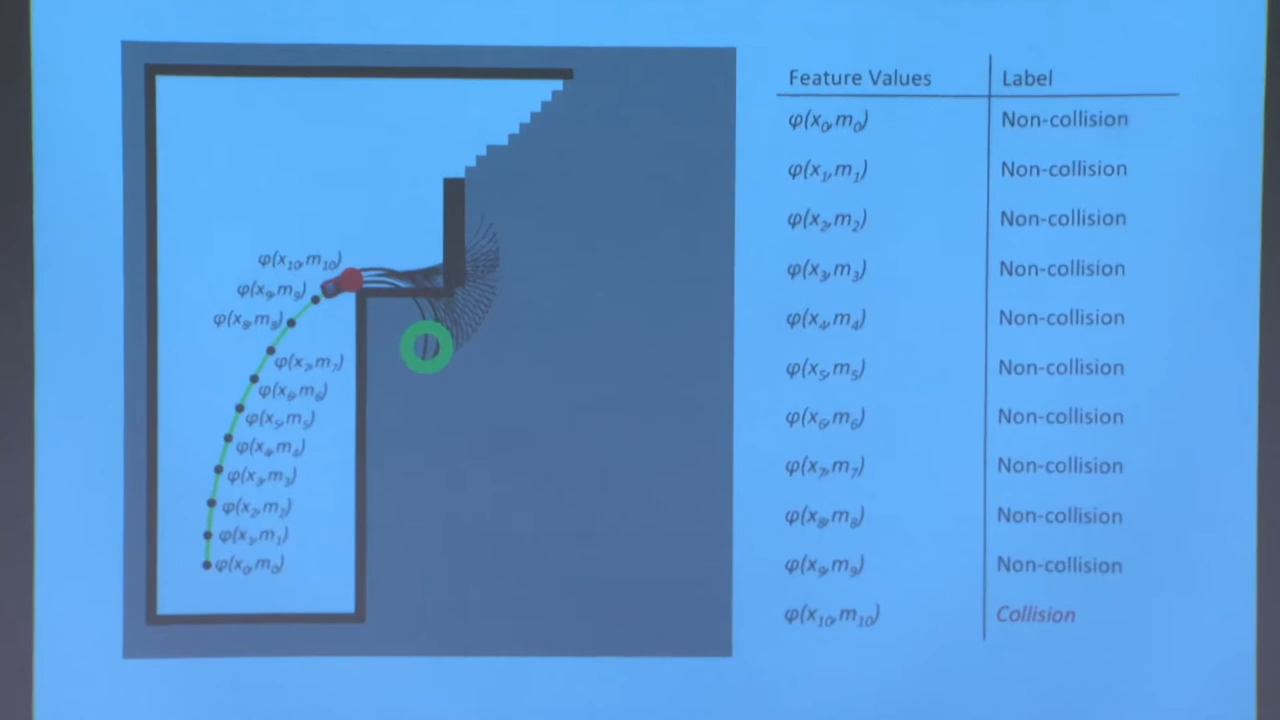 φ(x₁₀,m₁₀)
φ(x₉,m₉)
φ(x₈,m₈)
φ(x₇,m₇)
φ(x₆,m₆)
φ(x₅,m₅)
φ(x₄,m₄)
φ(x₃,m₃)
φ(x₂,m₂)
φ(x₁,m₁)
φ(x₀,m₀)
Feature Values Label
φ(x₀,m₀) Non-collision
φ(x₁,m₁) Non-collision
φ(x₂,m₂) Non-collision
φ(x₃,m₃) Non-collision
φ(x₄,m₄) Non-collision
φ(x₅,m₅) Non-collision
φ(x₆,m₆) Non-collision
φ(x₇,m₇) Non-collision
φ(x₈,m₈) Non-collision
φ(x₉,m₉) Non-collision
φ(x₁₀,m₁₀) Collision